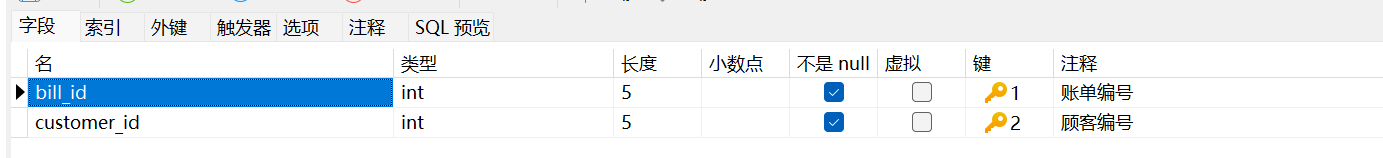 字段 索引 外键 触发器 选项 注释 SQL 预览
名 类型 长度 小数点 不是 null 虚拟 键 注释
bill_id int 5 1 账单编号
customer_id int 5 2 顾客编号